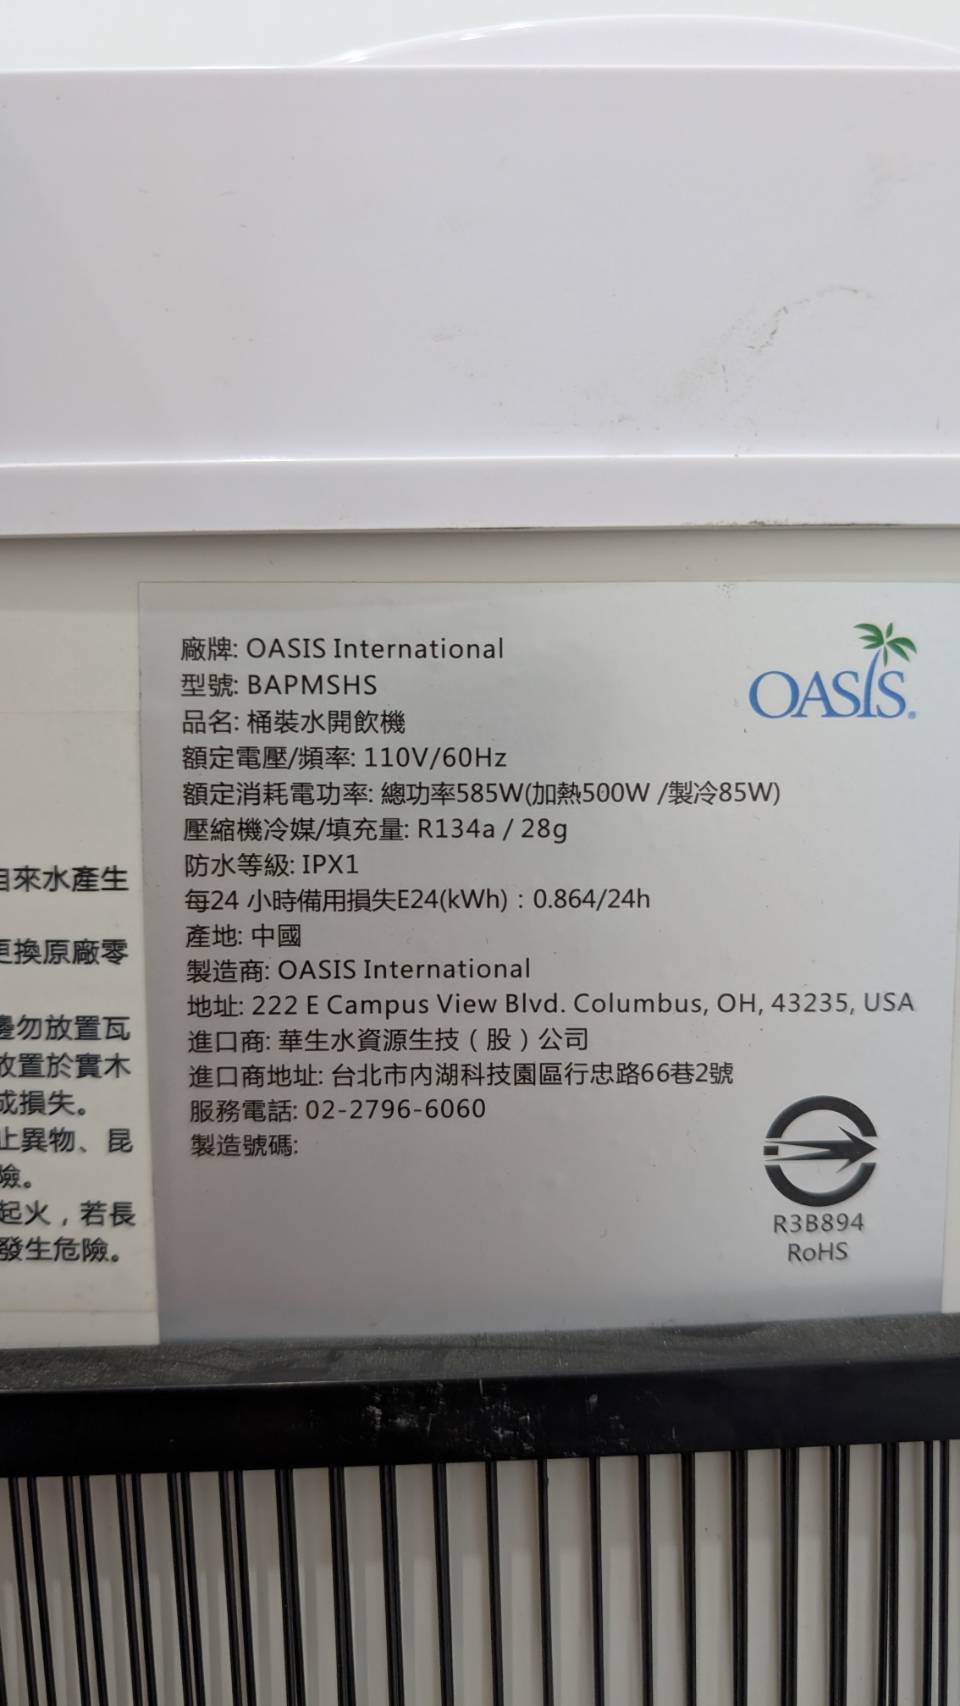 廠牌: OASIS International
型號: BAPMSHS
品名: 桶裝水開飲機
額定電壓/頻率: 110V/60Hz
額定消耗電功率: 總功率585W(加熱500W /製冷85W)
壓縮機冷媒/填充量: R134a / 28g
防水等級: IPX1
每24 小時備用損失E24(kWh) : 0.864/24h
產地: 中國
製造商: OASIS International
地址: 222 E Campus View Blvd. Columbus, OH, 43235, USA
進口商: 華生水資源生技(股)公司
進口商地址: 台北市內湖科技園區行忠路66巷2號
服務電話: 02-2796-6060
製造號碼:
OASIS.
R3B894
RoHS
自來水產生
更換原廠零
邊勿放置瓦
放置於實木
成損失。
止異物、昆
險。
起火，若長
發生危險。